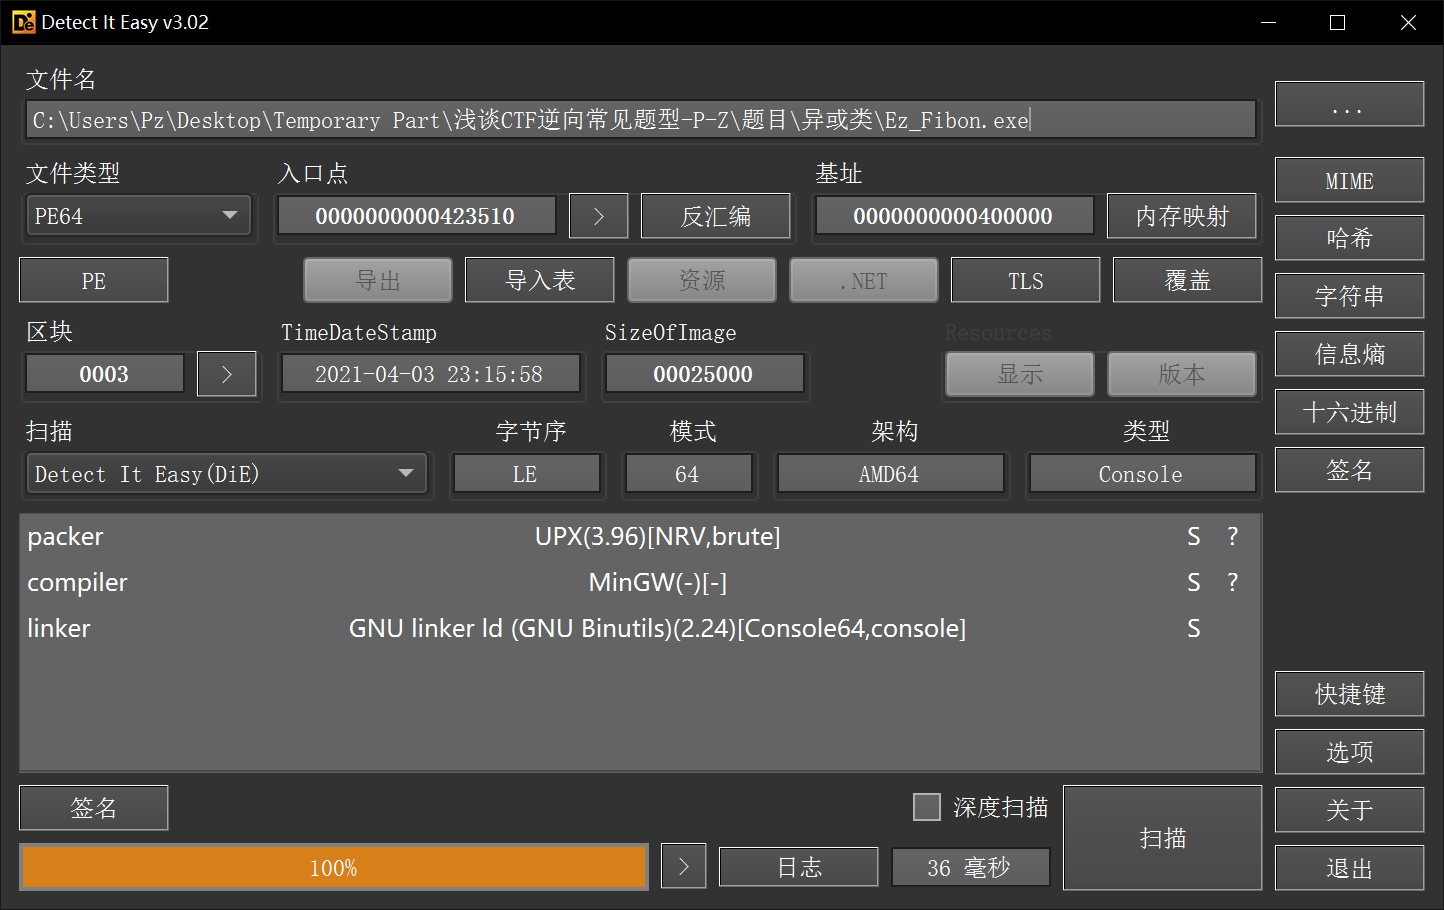 Detect It Easy v3.02
文件名
C:\Users\Pz\Desktop\Temporary Part\浅谈CTF逆向常见题型-P-Z\题目\异或类\Ez_Fibon.exe
...
文件类型 入口点 基址
PE64 0000000000423510 > 反汇编 0000000000400000 内存映射
MIME
哈希
PE 导出 导入表 资源 .NET TLS 覆盖
字符串
区块 TimeDateStamp SizeOfImage Resources
0003 > 2021-04-03 23:15:58 00025000 显示 版本
信息熵
十六进制
扫描 字节序 模式 架构 类型
Detect It Easy(DiE) LE 64 AMD64 Console
签名
packer UPX(3.96)[NRV,brute] S ?
compiler MinGW(-)[-] S ?
linker GNU linker ld (GNU Binutils)(2.24)[Console64,console] S
快捷键
选项
签名 深度扫描 扫描
关于
100% > 日志 36 毫秒
退出